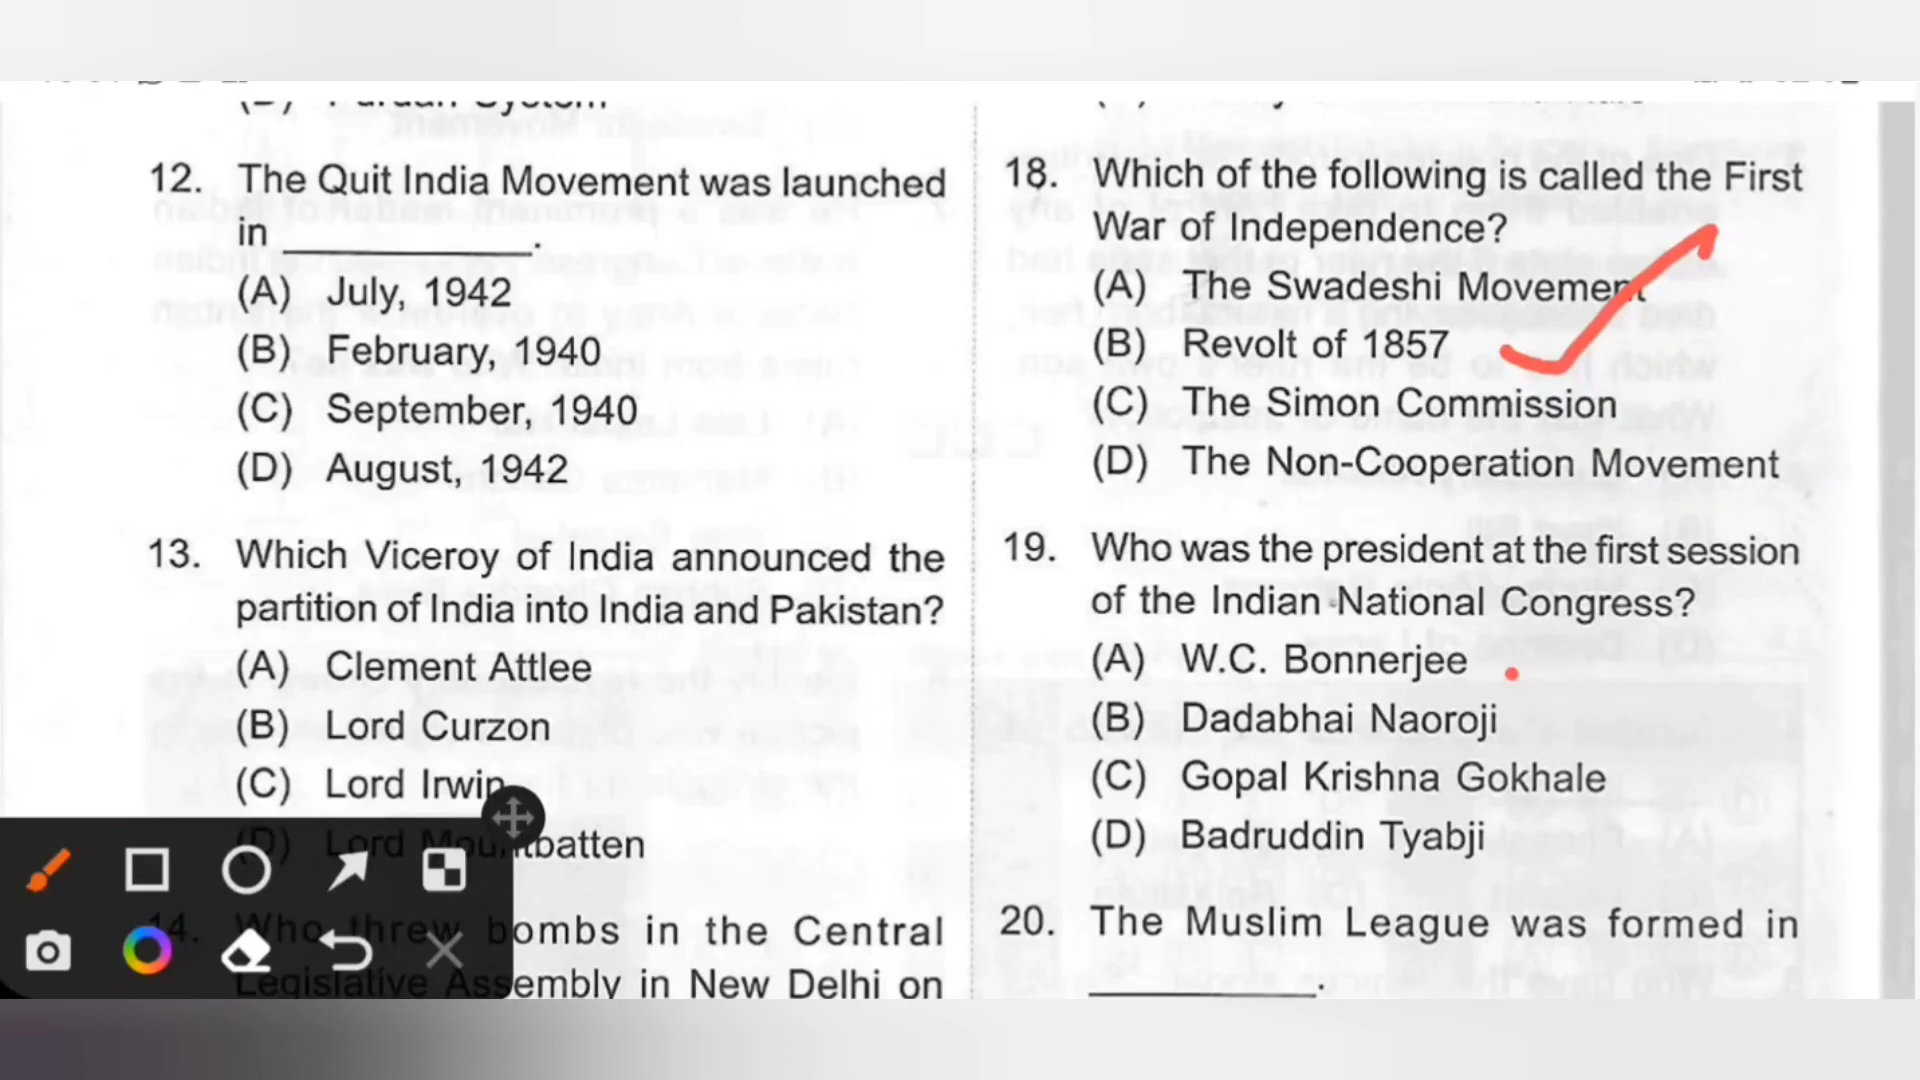 (D) Purdah System
12. The Quit India Movement was launched
in ____________.
(A) July, 1942
(B) February, 1940
(C) September, 1940
(D) August, 1942
13. Which Viceroy of India announced the
partition of India into India and Pakistan?
(A) Clement Attlee
(B) Lord Curzon
(C) Lord Irwin
(D) Lord Mountbatten
14. Who threw bombs in the Central
Legislative Assembly in New Delhi on
18. Which of the following is called the First
War of Independence?
(A) The Swadeshi Movement
(B) Revolt of 1857
(C) The Simon Commission
(D) The Non-Cooperation Movement
19. Who was the president at the first session
of the Indian National Congress?
(A) W.C. Bonnerjee
(B) Dadabhai Naoroji
(C) Gopal Krishna Gokhale
(D) Badruddin Tyabji
20. The Muslim League was formed in
____________.